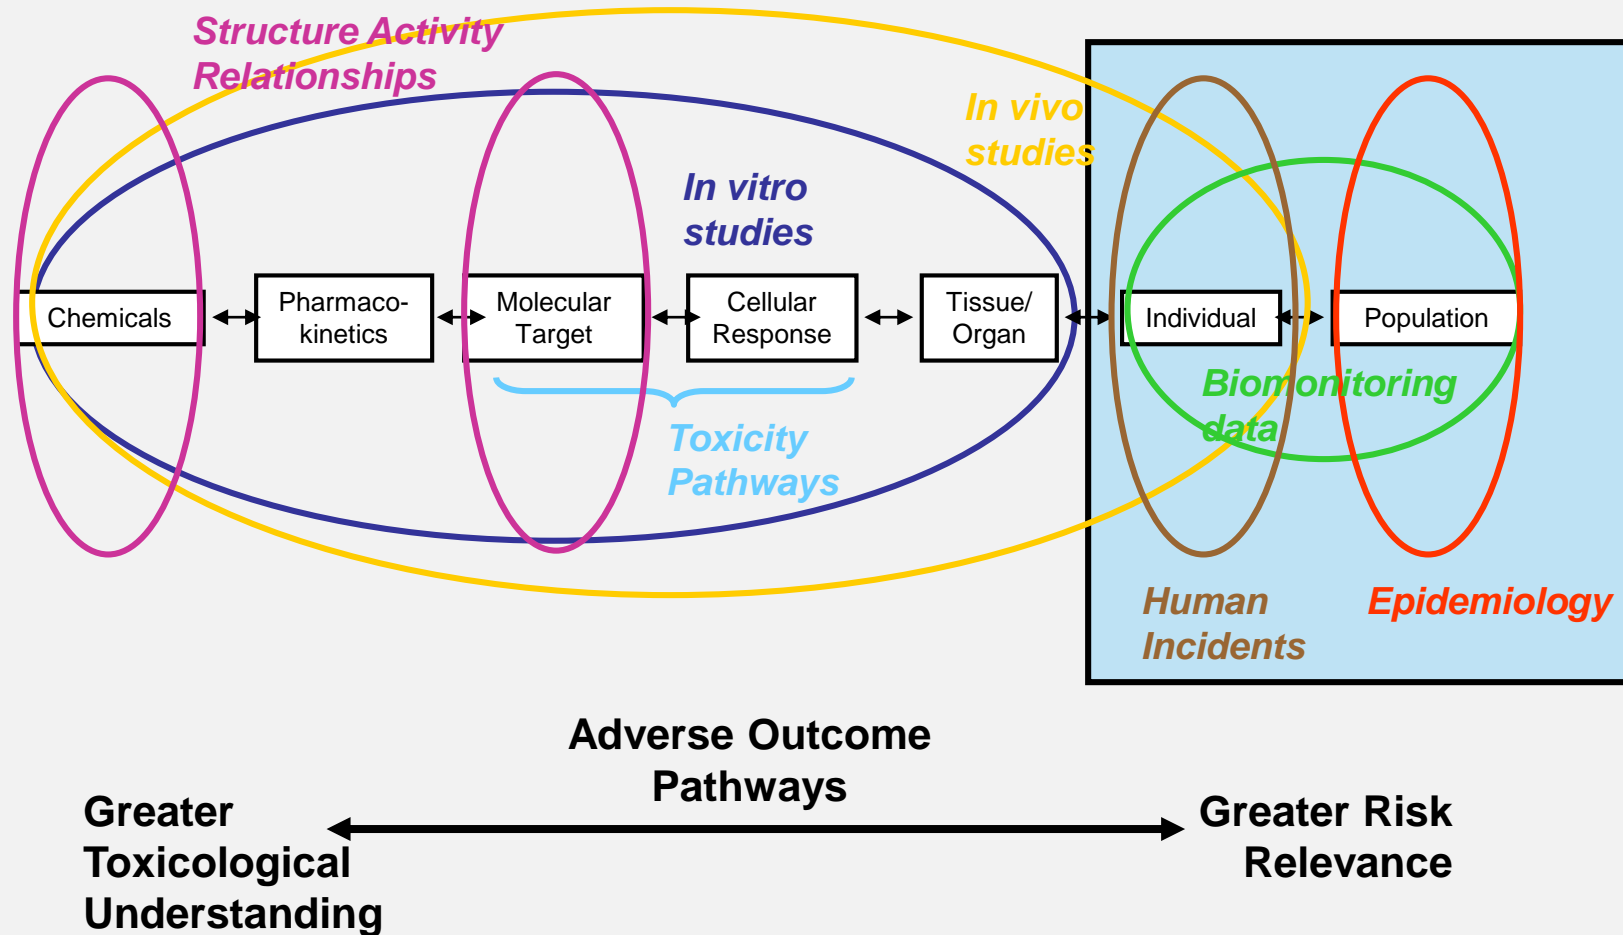 Structure Activity
Relationships
In vivo
studies
In vitro
studies
Chemicals
Pharmaco-
kinetics
Molecular
Target
Cellular
Response
Tissue/
Organ
Individual
Population
Biomonitoring
data
Toxicity
Pathways
Human
Incidents
Epidemiology
Adverse Outcome
Pathways
Greater
Toxicological
Understanding
Greater Risk
Relevance